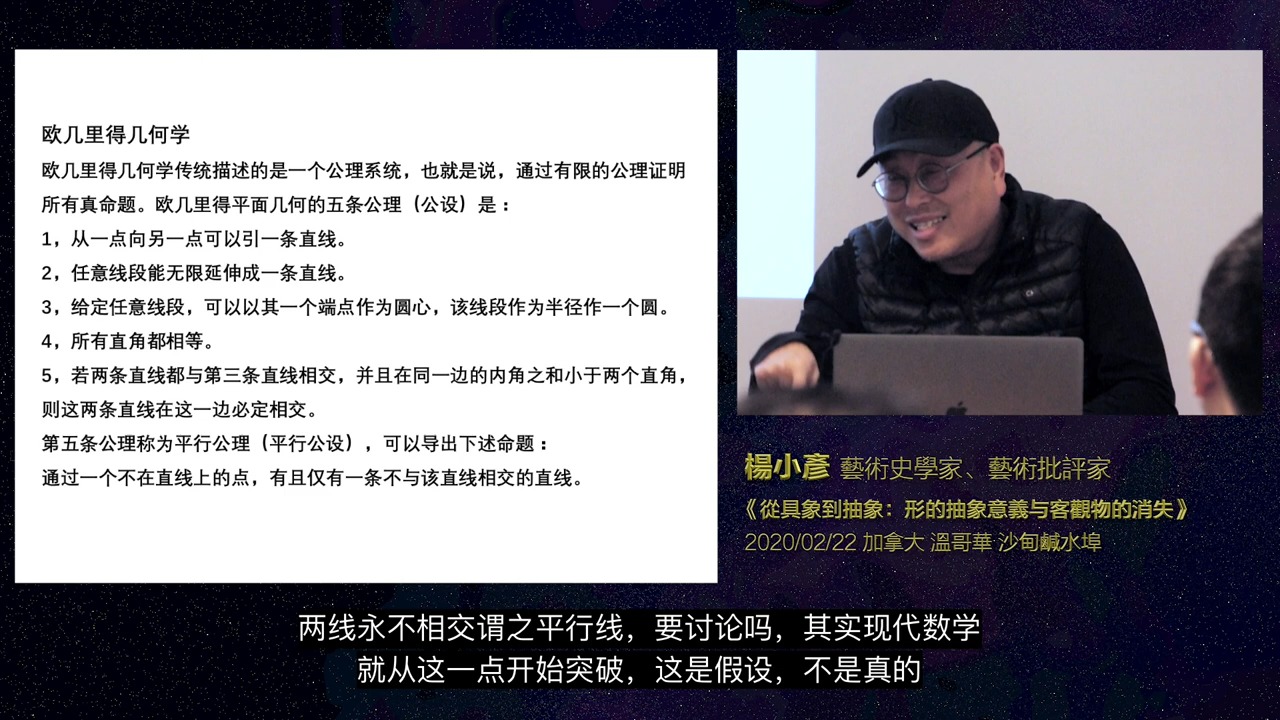 欧几里得几何学
欧几里得几何学传统描述的是一个公理系统，也就是说，通过有限的公理证明
所有真命题。欧几里得平面几何的五条公理（公设）是：
1，从一点向另一点可以引一条直线。
2，任意线段能无限延伸成一条直线。
3，给定任意线段，可以以其一个端点作为圆心，该线段作为半径作一个圆。
4，所有直角都相等。
5，若两条直线都与第三条直线相交，并且在同一边的内角之和小于两个直角，
则这两条直线在这一边必定相交。
第五条公理称为平行公理（平行公设），可以导出下述命题：
通过一个不在直线上的点，有且仅有一条不与该直线相交的直线。
楊小彥 藝術史學家、藝術批評家
《從具象到抽象：形的抽象意義与客觀物的消失》
2020/02/22 加拿大 溫哥華 沙甸鹹水埠
两线永不相交谓之平行线，要讨论吗，其实现代数学
就从这一点开始突破，这是假设，不是真的